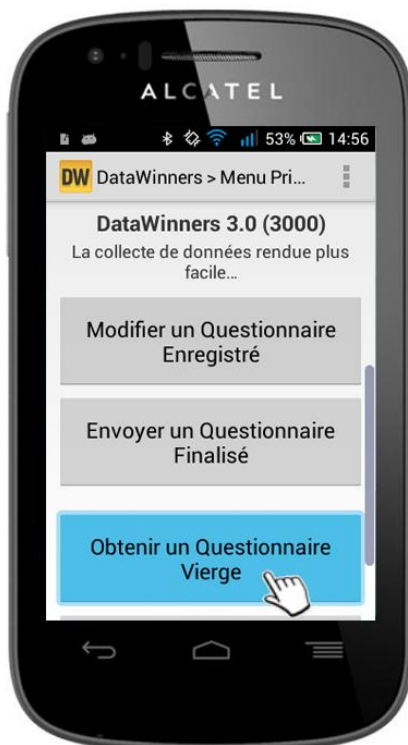 ALCATEL
53% 14:56
DW DataWinners > Menu Pri...
DataWinners 3.0 (3000)
La collecte de données rendue plus
facile...
Modifier un Questionnaire
Enregistré
Envoyer un Questionnaire
Finalisé
Obtenir un Questionnaire
Vierge